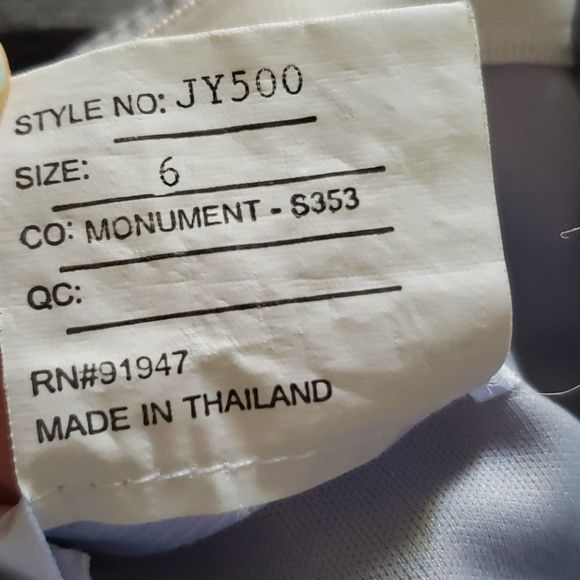 STYLE NO: JY500
SIZE: 6
CO: MONUMENT - S353
QC:
RN#91947
MADE IN THAILAND